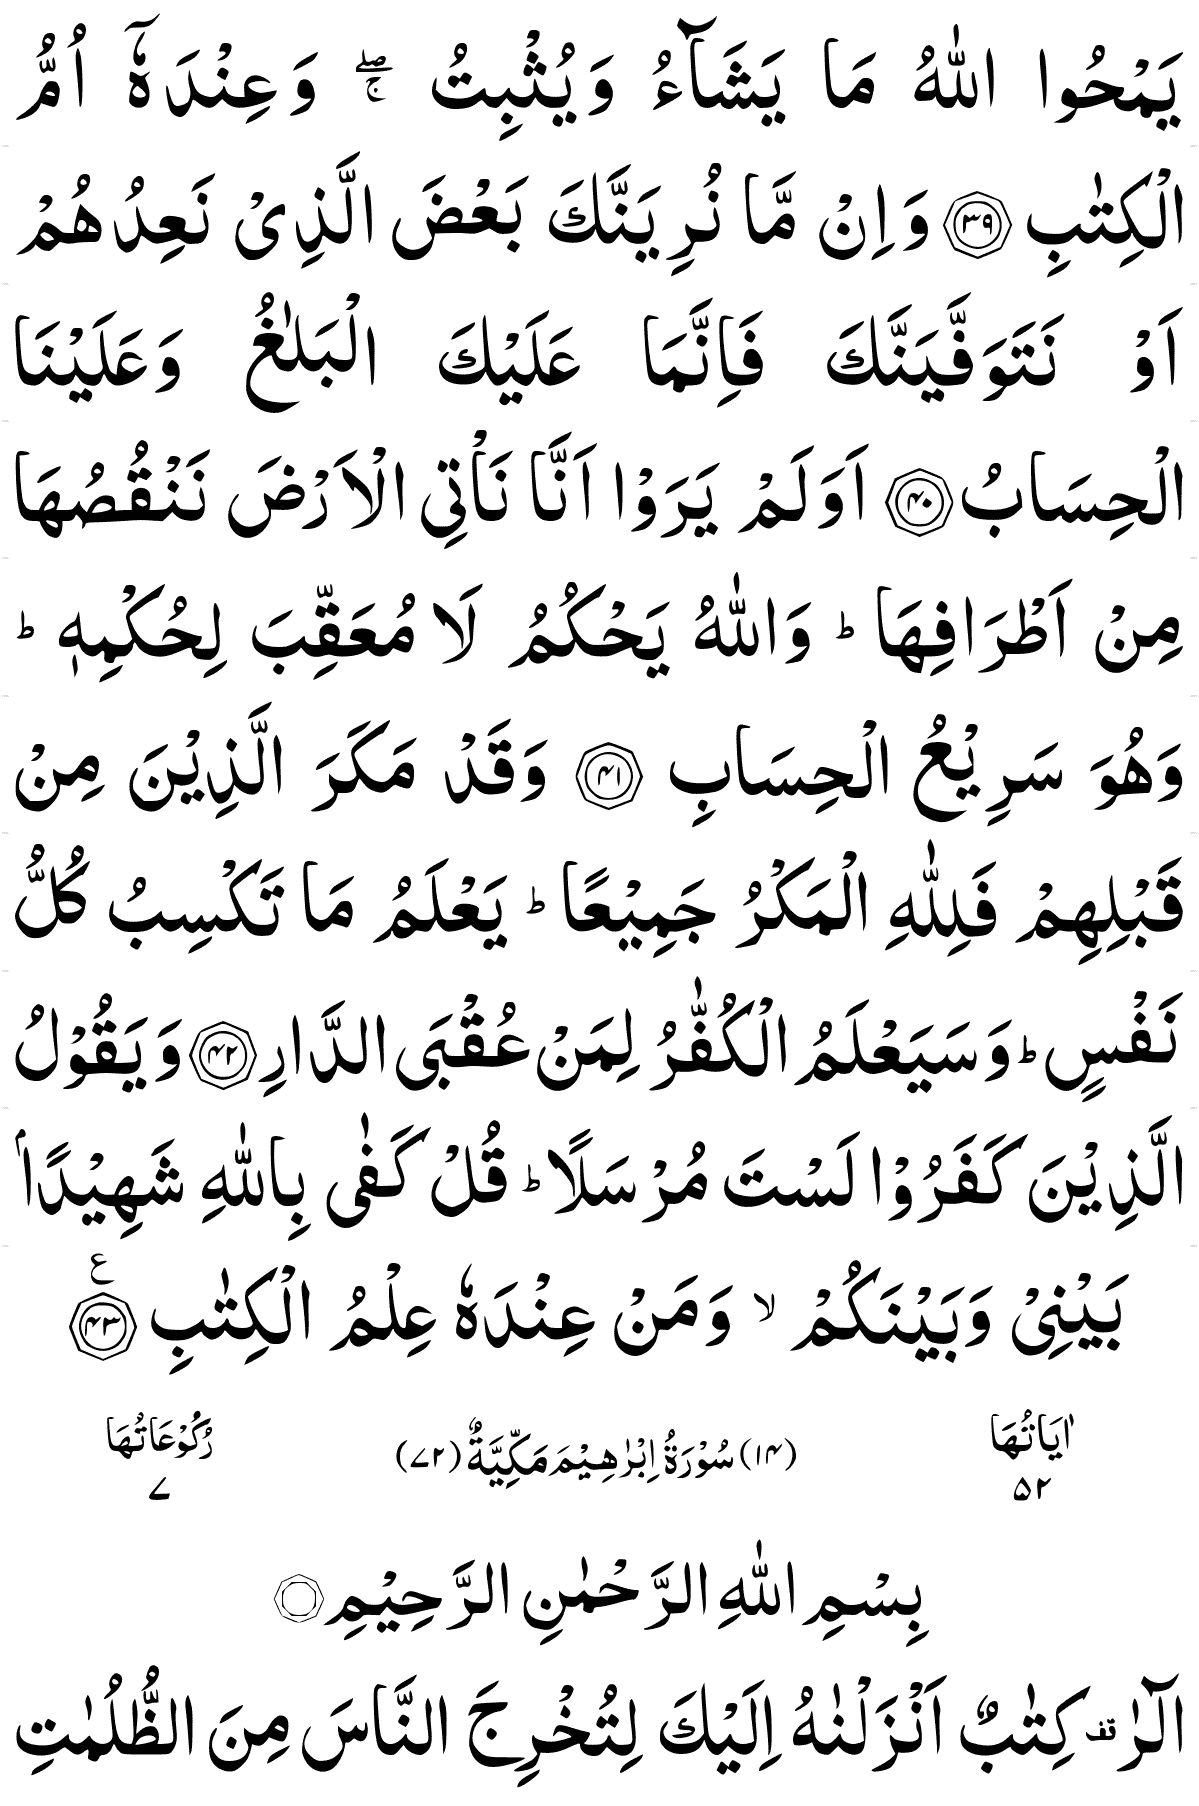 يَمْحُوا اللّٰهُ مَا يَشَآءُ وَيُثْبِتُ ۖۚ وَعِنْدَهٗۤ اُمُّ
الْكِتٰبِ ﴿۳۹﴾ وَاِنْ مَّا نُرِيَنَّكَ بَعْضَ الَّذِىْ نَعِدُهُمْ
اَوْ نَتَوَفَّيَنَّكَ فَاِنَّمَا عَلَيْكَ الْبَلٰغُ وَعَلَيْنَا
الْحِسَابُ ﴿۴۰﴾ اَوَلَمْ يَرَوْا اَنَّا نَاْتِى الْاَرْضَ نَنْقُصُهَا
مِنْ اَطْرَافِهَا ؕ وَاللّٰهُ يَحْكُمُ لَا مُعَقِّبَ لِحُكْمِهٖ ؕ
وَهُوَ سَرِيْعُ الْحِسَابِ ﴿۴۱﴾ وَقَدْ مَكَرَ الَّذِيْنَ مِنْ
قَبْلِهِمْ فَلِلّٰهِ الْمَكْرُ جَمِيْعًا ؕ يَعْلَمُ مَا تَكْسِبُ كُلُّ
نَفْسٍ ؕ وَسَيَعْلَمُ الْكُفّٰرُ لِمَنْ عُقْبَى الدَّارِ ﴿۴۲﴾ وَيَقُوْلُ
الَّذِيْنَ كَفَرُوْا لَسْتَ مُرْسَلًا ؕ قُلْ كَفٰى بِاللّٰهِ شَهِيْدًاۢ
بَيْنِىْ وَبَيْنَكُمْ ۙ وَمَنْ عِنْدَهٗ عِلْمُ الْكِتٰبِ ﴿۴۳﴾ ع
اٰيَاتُهَا ۵۲ (۱۴) سُوْرَةُ اِبْرٰهِيْمَ مَكِّيَّةٌ (۷۲) رُكُوْعَاتُهَا ۷
بِسْمِ اللّٰهِ الرَّحْمٰنِ الرَّحِيْمِ
الٓرٰ قف كِتٰبٌ اَنْزَلْنٰهُ اِلَيْكَ لِتُخْرِجَ النَّاسَ مِنَ الظُّلُمٰتِ